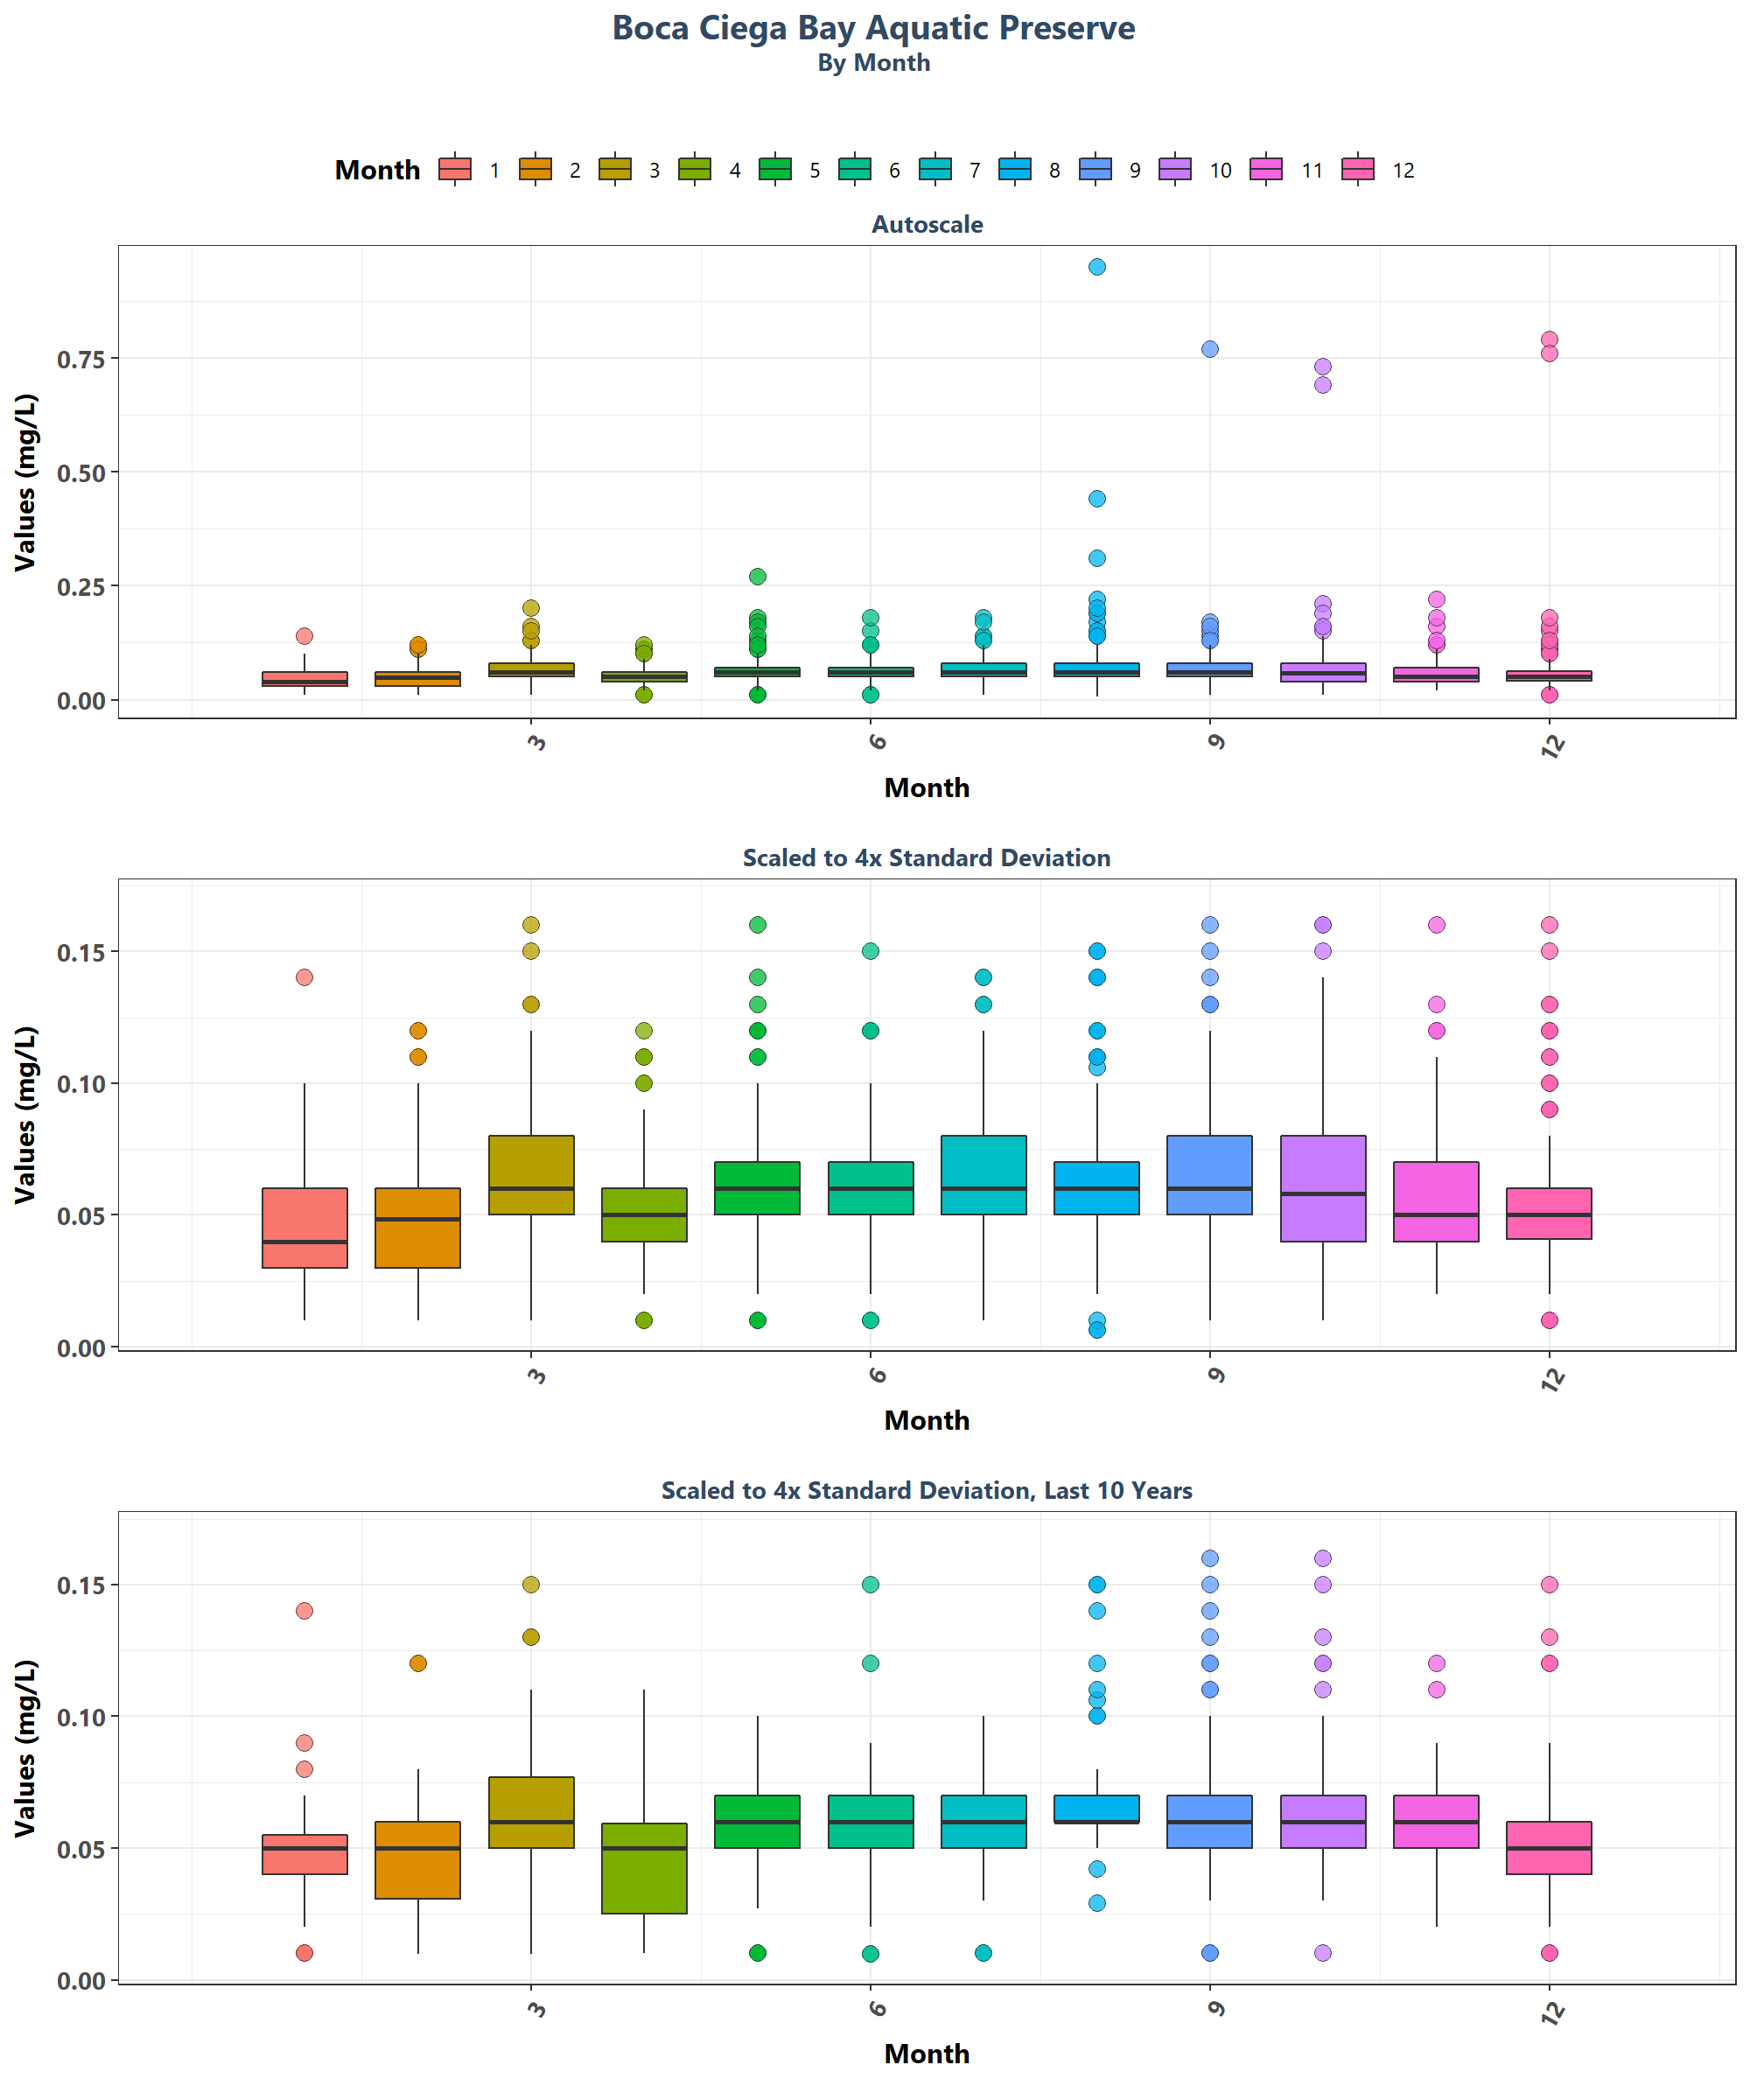 Boca Ciega Bay Aquatic Preserve
By Month
Month 1 2 3 4 5 6 7 8 9 10 11 12
Autoscale
Values (mg/L)
0.75
0.50
0.25
0.00
3 6 9 12
Month
Scaled to 4x Standard Deviation
Values (mg/L)
0.15
0.10
0.05
0.00
3 6 9 12
Month
Scaled to 4x Standard Deviation, Last 10 Years
Values (mg/L)
0.15
0.10
0.05
0.00
3 6 9 12
Month